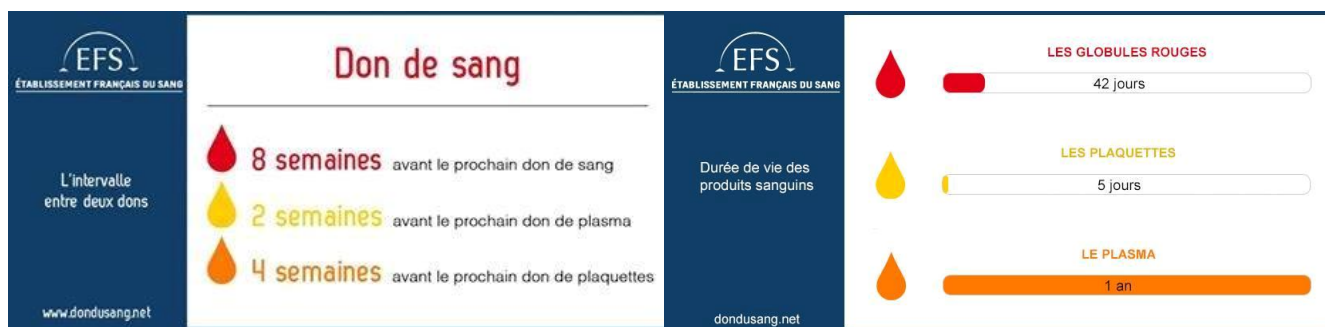 EFS
ÉTABLISSEMENT FRANÇAIS DU SANG
L'intervalle
entre deux dons
www.dondusang.net
Don de sang
8 semaines avant le prochain don de sang
2 semaines avant le prochain don de plasma
4 semaines avant le prochain don de plaquettes
EFS
ÉTABLISSEMENT FRANÇAIS DU SANG
Durée de vie des
produits sanguins
dondusang.net
LES GLOBULES ROUGES
42 jours
LES PLAQUETTES
5 jours
LE PLASMA
1 an